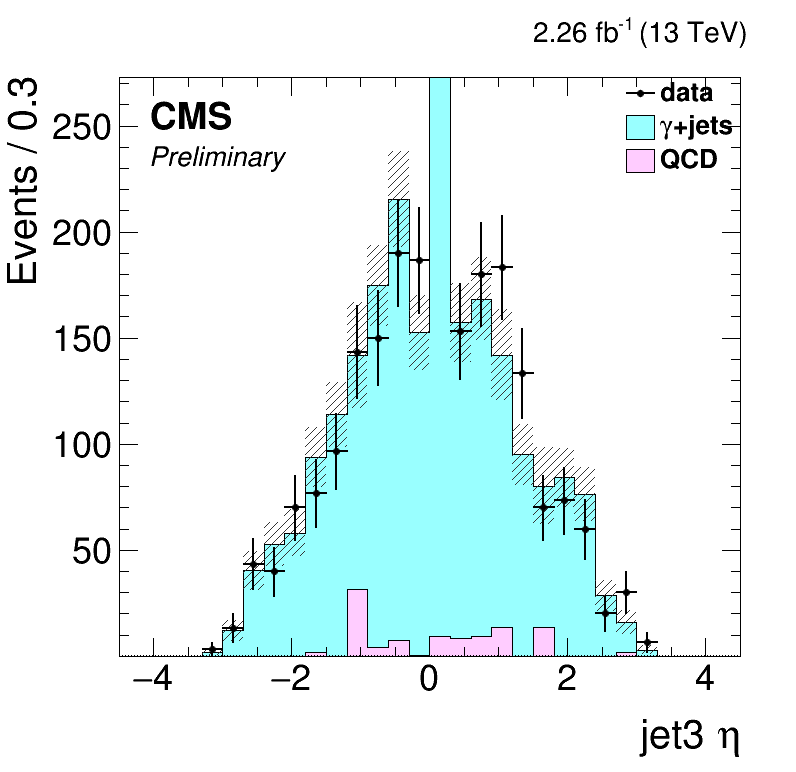 2.26 fb⁻¹ (13 TeV)
Events / 0.3
CMS
Preliminary
data
γ+jets
QCD
250
200
150
100
50
−4 −2 0 2 4
jet3 η